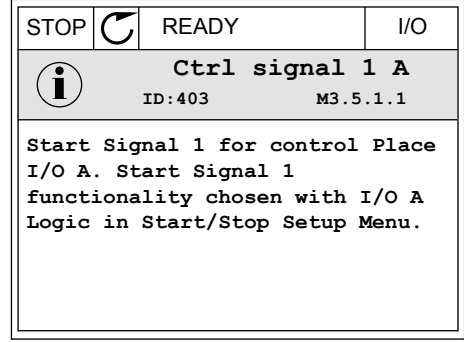 STOP READY I/O
Ctrl signal 1 A
ID:403 M3.5.1.1
Start Signal 1 for control Place
I/O A. Start Signal 1
functionality chosen with I/O A
Logic in Start/Stop Setup Menu.